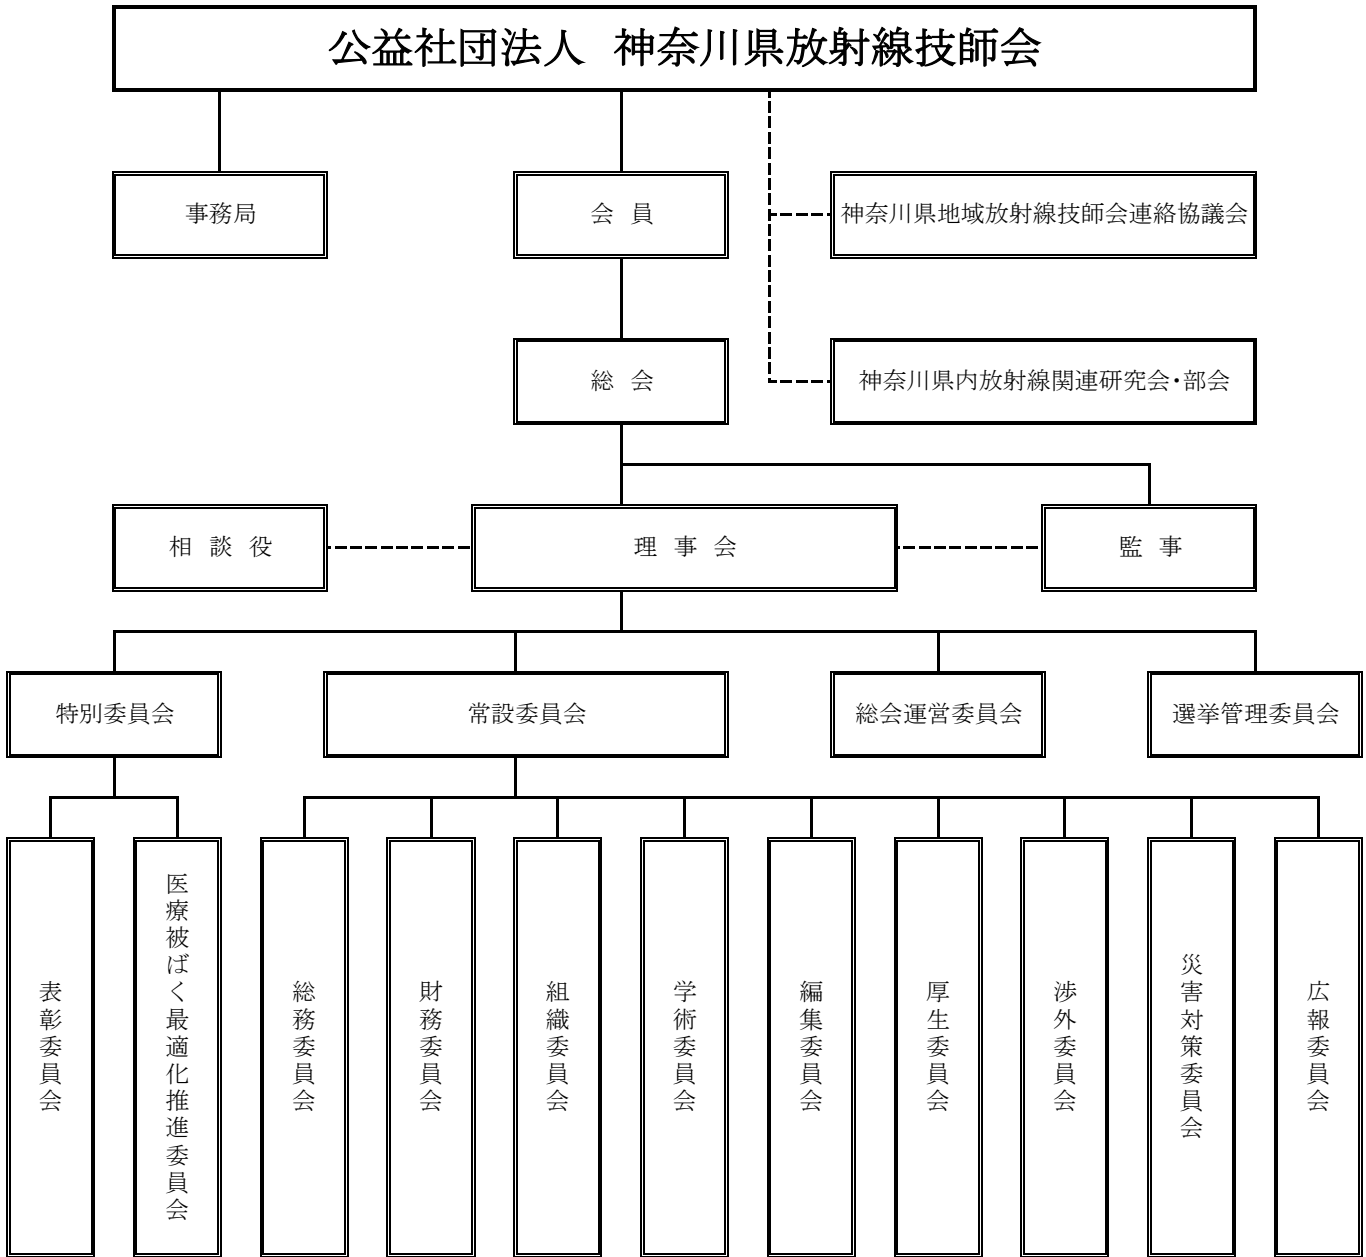 公益社団法人 神奈川県放射線技師会
事務局
会 員
神奈川県地域放射線技師会連絡協議会
総 会
神奈川県内放射線関連研究会・部会
相 談 役
理 事 会
監 事
特別委員会
常設委員会
総会運営委員会
選挙管理委員会
表彰委員会
医療被ばく最適化推進委員会
総務委員会
財務委員会
組織委員会
学術委員会
編集委員会
厚生委員会
渉外委員会
災害対策委員会
広報委員会